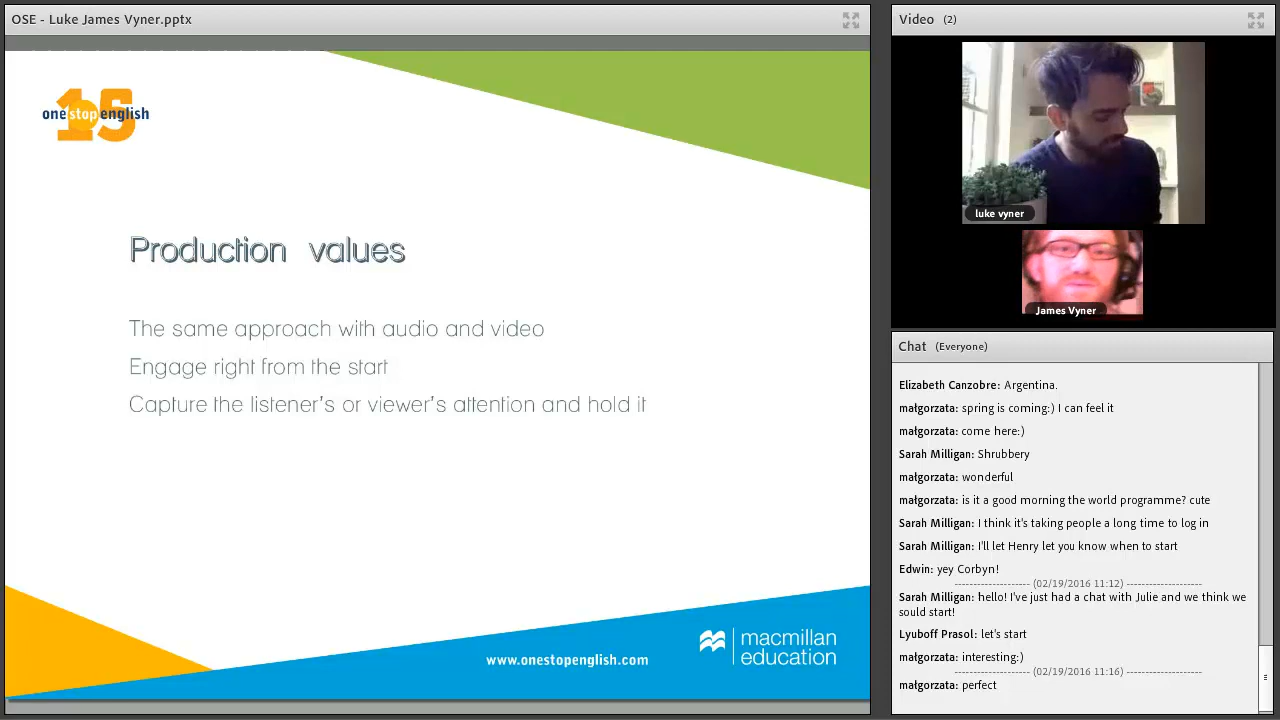 OSE - Luke James Vyner.pptx
15
onestopenglish
Production values
The same approach with audio and video
Engage right from the start
Capture the listener's or viewer's attention and hold it
www.onestopenglish.com
macmillan
education
Video (2)
luke vyner
James Vyner
Chat (Everyone)
Elizabeth Canzobre: Argentina.
małgorzata: spring is coming:) I can feel it
małgorzata: come here:)
Sarah Milligan: Shrubbery
małgorzata: wonderful
małgorzata: is it a good morning the world programme? cute
Sarah Milligan: I think it's taking people a long time to log in
Sarah Milligan: I'll let Henry let you know when to start
Edwin: yey Corbyn!
-------------------- (02/19/2016 11:12) --------------------
Sarah Milligan: hello! I've just had a chat with Julie and we think we
sould start!
Lyuboff Prasol: let's start
małgorzata: interesting:)
-------------------- (02/19/2016 11:16) --------------------
małgorzata: perfect